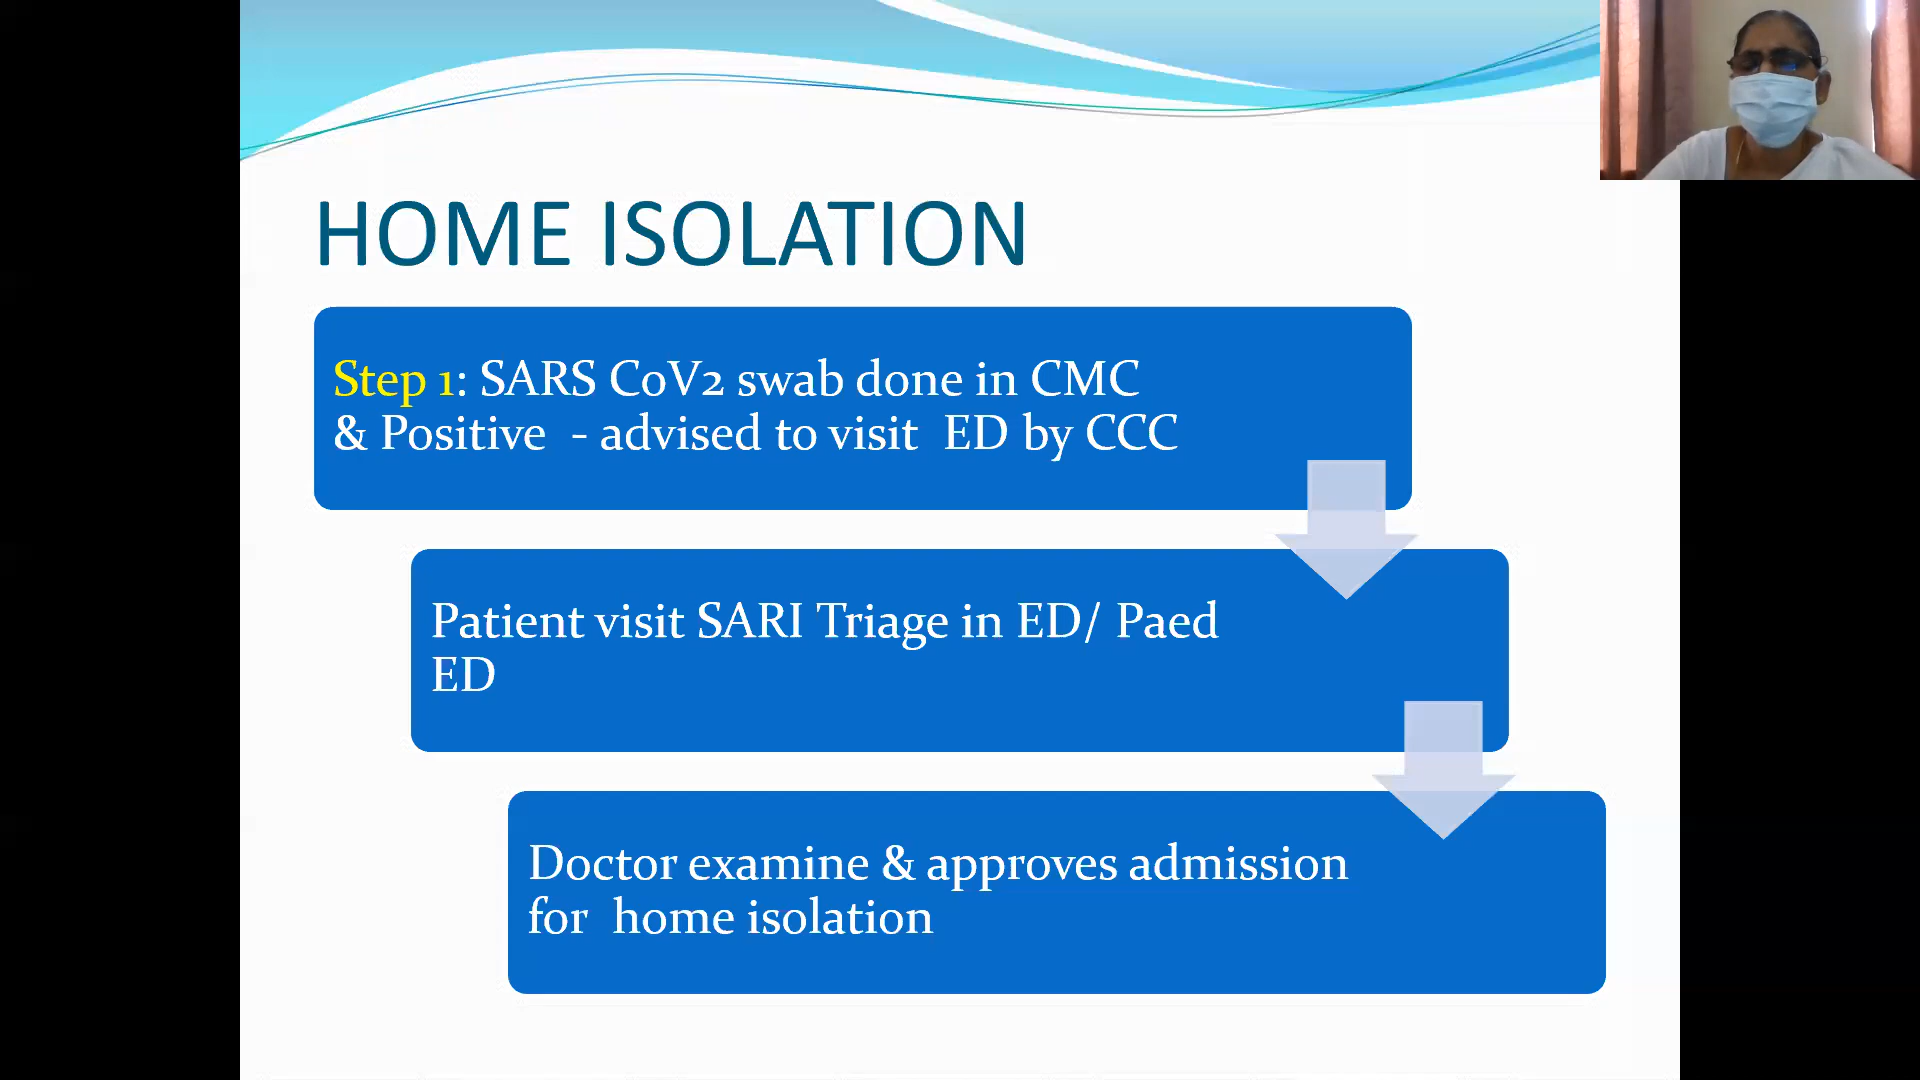 HOME ISOLATION
Step 1: SARS CoV2 swab done in CMC
& Positive - advised to visit ED by CCC
Patient visit SARI Triage in ED/ Paed
ED
Doctor examine & approves admission
for home isolation